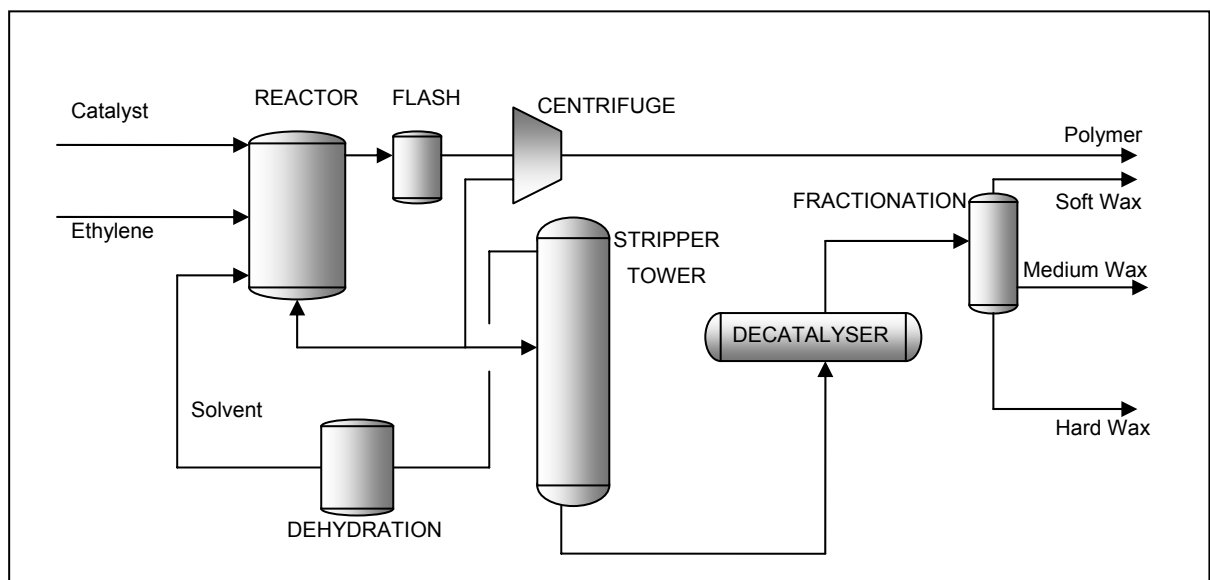 REACTOR
FLASH
CENTRIFUGE
Catalyst
Polymer
Soft Wax
FRACTIONATION
Ethylene
STRIPPER
TOWER
Medium Wax
DECATALYSER
Solvent
Hard Wax
DEHYDRATION